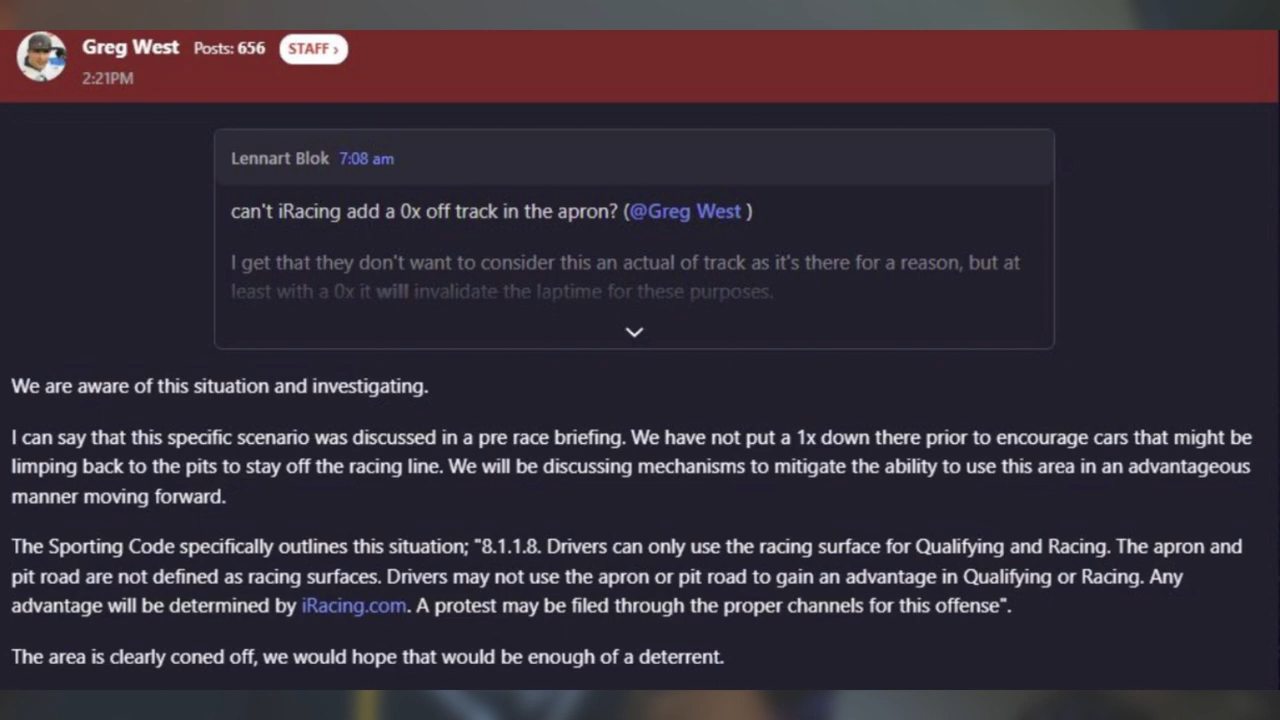 Greg West Posts: 656 STAFF ›
2:21PM
Lennart Blok 7:08 am
can't iRacing add a 0x off track in the apron? (@Greg West )
I get that they don't want to consider this an actual of track as it's there for a reason, but at
least with a 0x it will invalidate the laptime for these purposes.
We are aware of this situation and investigating.
I can say that this specific scenario was discussed in a pre race briefing. We have not put a 1x down there prior to encourage cars that might be
limping back to the pits to stay off the racing line. We will be discussing mechanisms to mitigate the ability to use this area in an advantageous
manner moving forward.
The Sporting Code specifically outlines this situation; "8.1.1.8. Drivers can only use the racing surface for Qualifying and Racing. The apron and
pit road are not defined as racing surfaces. Drivers may not use the apron or pit road to gain an advantage in Qualifying or Racing. Any
advantage will be determined by iRacing.com. A protest may be filed through the proper channels for this offense".
The area is clearly coned off, we would hope that would be enough of a deterrent.